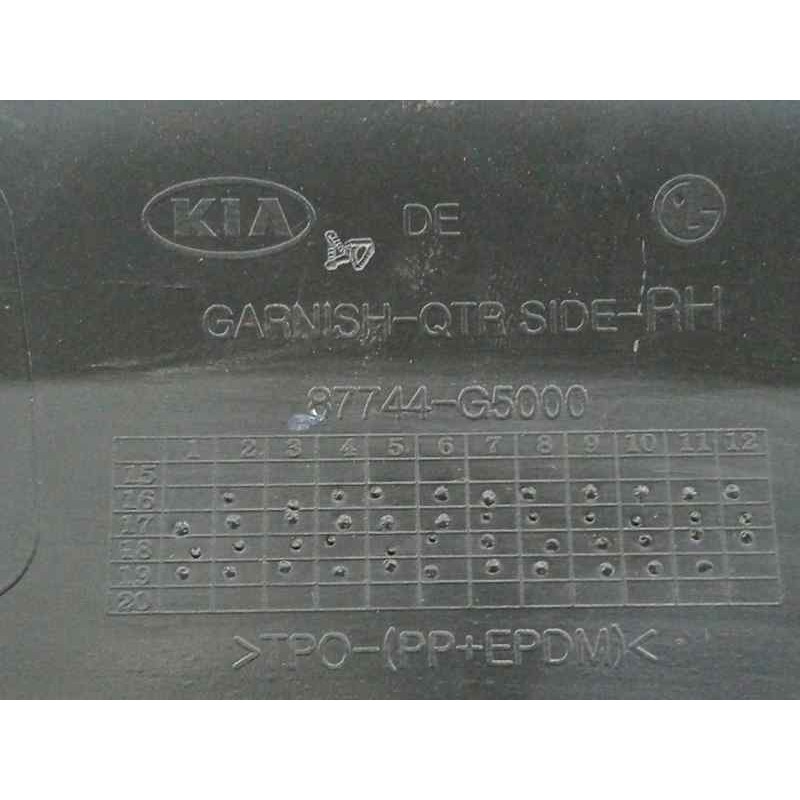 KIA DE
GARNISH-QTR SIDE-RH
87744-G5000
1 2 3 4 5 6 7 8 9 10 11 12
15
16
17
18
19
20
>TPO-(PP+EPDM)<